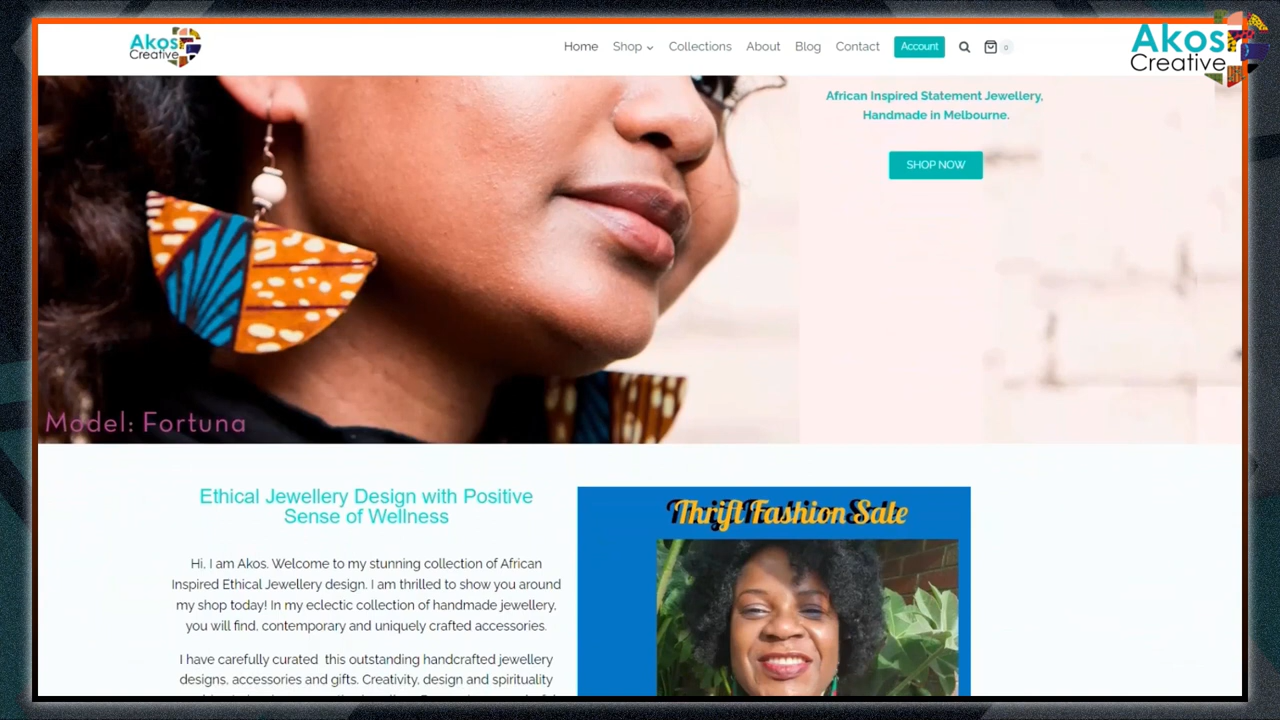 Akos
Creative
Home Shop Collections About Blog Contact Account 0
Akos
Creative
African Inspired Statement Jewellery,
Handmade in Melbourne.
SHOP NOW
Model: Fortuna
Ethical Jewellery Design with Positive
Sense of Wellness
Hi, I am Akos. Welcome to my stunning collection of African
Inspired Ethical Jewellery design. I am thrilled to show you around
my shop today! In my eclectic collection of handmade jewellery,
you will find, contemporary and uniquely crafted accessories.
I have carefully curated this outstanding handcrafted jewellery
designs, accessories and gifts. Creativity, design and spirituality
Thrift Fashion Sale